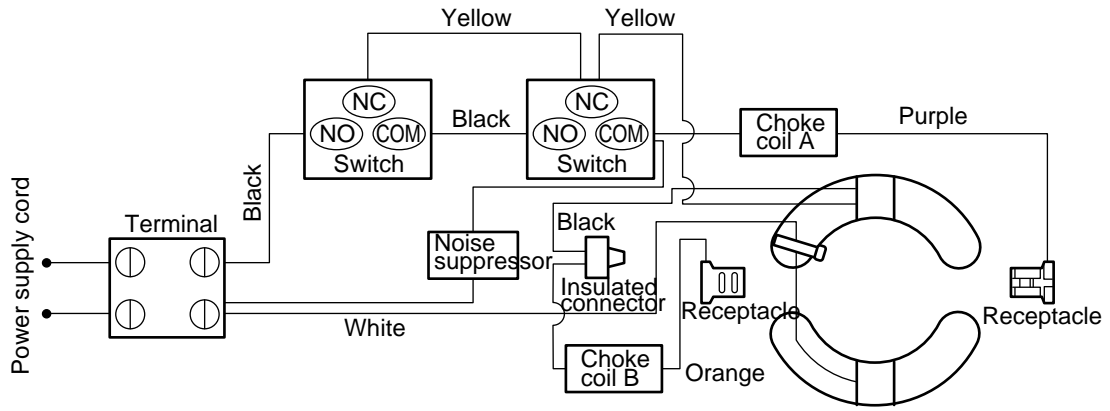 Yellow
Yellow
NC
NO
COM
Switch
Black
NC
NO
COM
Switch
Choke
coil A
Purple
Black
Power supply cord
Terminal
Noise
suppressor
Black
Insulated
connector
Receptacle
Receptacle
White
Choke
coil B
Orange